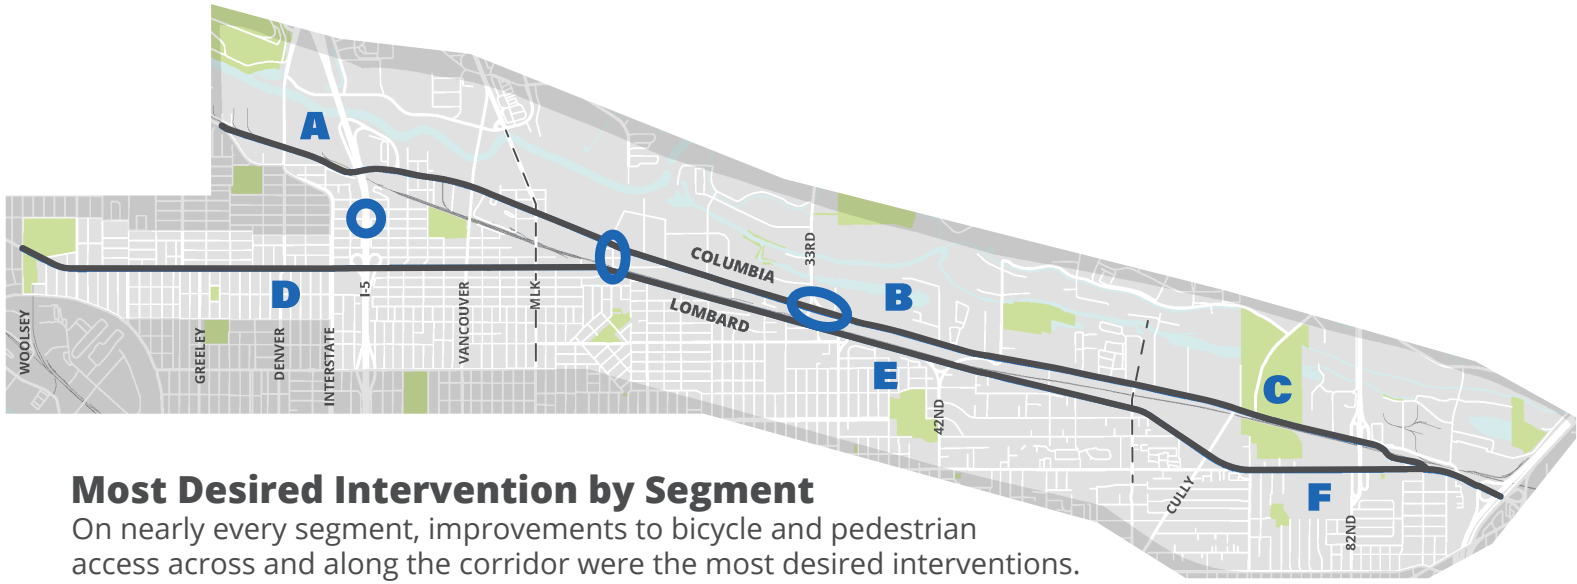 A
33RD
COLUMBIA
B
D
I-5
VANCOUVER
MLK
LOMBARD
WOOLSEY
GREELEY
DENVER
INTERSTATE
E
42ND
C
CULLY
F
82ND
Most Desired Intervention by Segment
On nearly every segment, improvements to bicycle and pedestrian
access across and along the corridor were the most desired interventions.